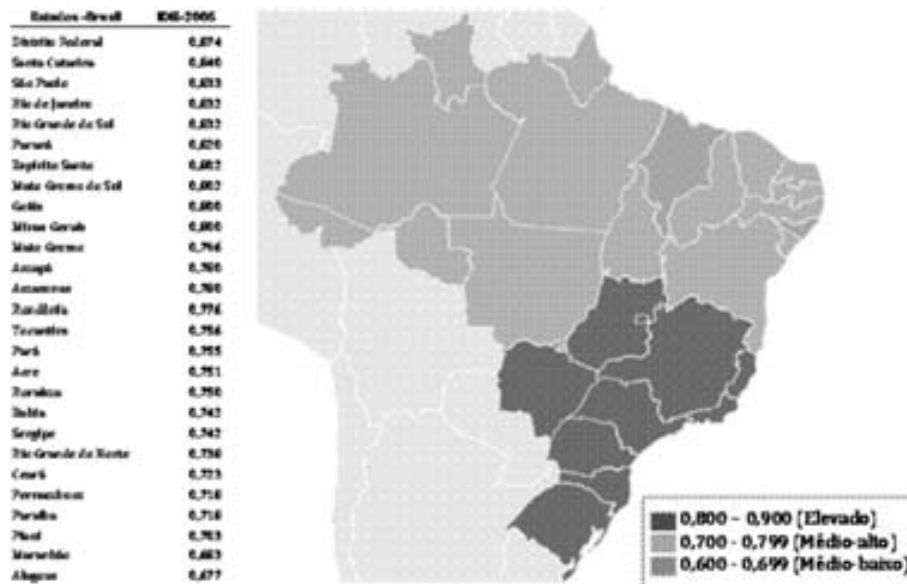 Estados -Brasil IDH-2005
Distrito Federal 0,874
Santa Catarina 0,840
São Paulo 0,833
Rio de Janeiro 0,832
Rio Grande do Sul 0,832
Paraná 0,820
Espírito Santo 0,802
Mato Grosso do Sul 0,802
Goiás 0,800
Minas Gerais 0,800
Mato Grosso 0,796
Amapá 0,780
Amazonas 0,780
Rondônia 0,776
Tocantins 0,756
Pará 0,755
Acre 0,751
Roraima 0,750
Bahia 0,742
Sergipe 0,742
Rio Grande do Norte 0,738
Ceará 0,723
Pernambuco 0,718
Paraíba 0,718
Piauí 0,703
Maranhão 0,683
Alagoas 0,677
0,800 – 0,900 (Elevado)
0,700 - 0,799 (Médio-alto)
0,600 - 0,699 (Médio-baixo)